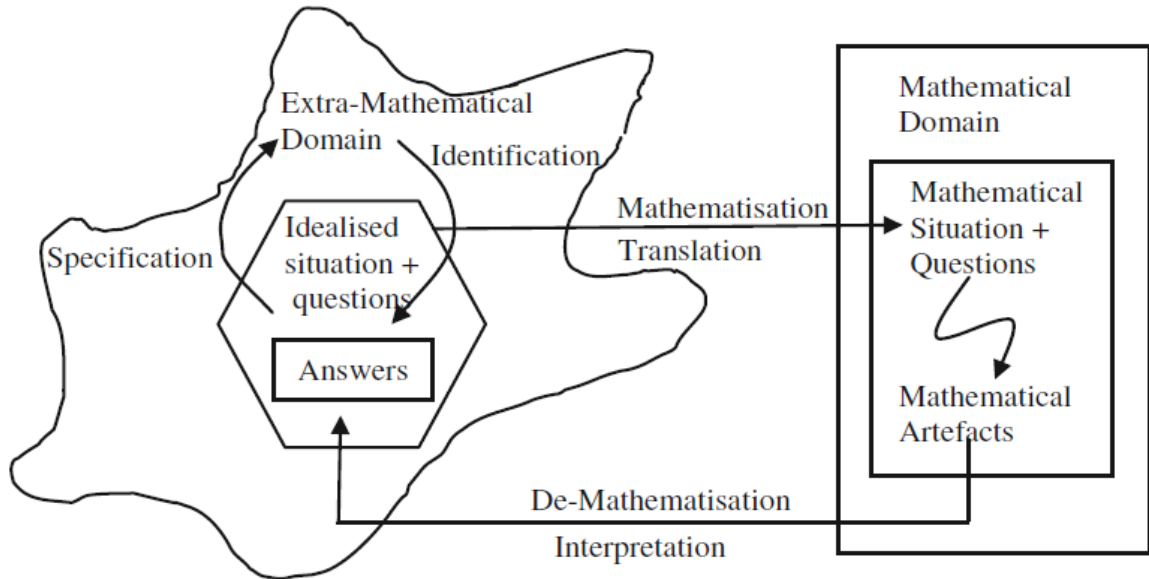 Extra-Mathematical
Domain
Identification
Specification
Idealised
situation +
questions
Answers
Mathematisation
Translation
De-Mathematisation
Interpretation
Mathematical
Domain
Mathematical
Situation +
Questions
Mathematical
Artefacts